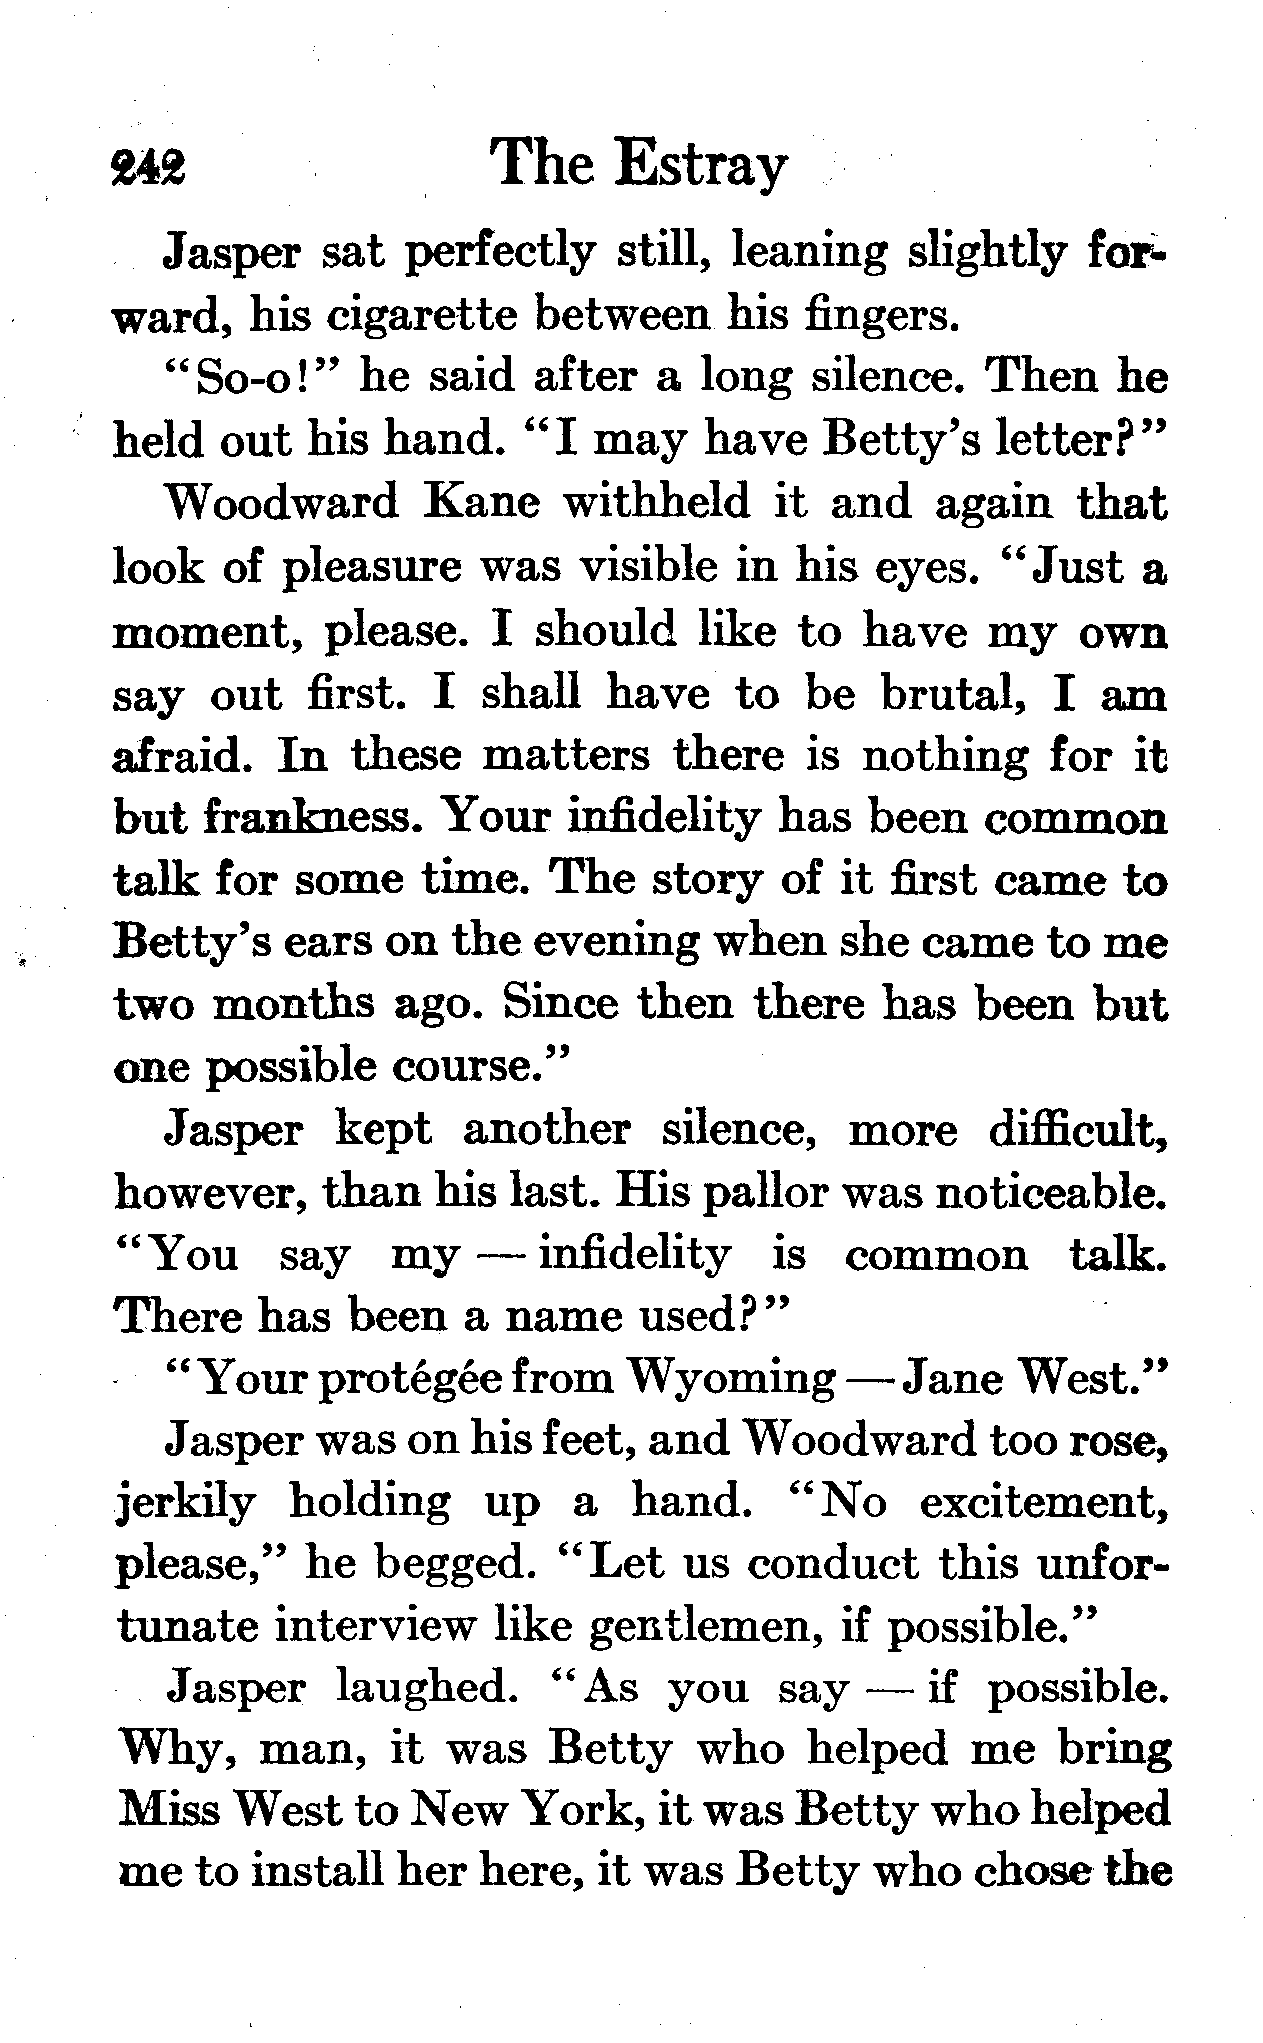 242 The Estray
Jasper sat perfectly still, leaning slightly for-
ward, his cigarette between his fingers.
“So-o!” he said after a long silence. Then he
held out his hand. “I may have Betty’s letter?”
Woodward Kane withheld it and again that
look of pleasure was visible in his eyes. “Just a
moment, please. I should like to have my own
say out first. I shall have to be brutal, I am
afraid. In these matters there is nothing for it
but frankness. Your infidelity has been common
talk for some time. The story of it first came to
Betty’s ears on the evening when she came to me
two months ago. Since then there has been but
one possible course.”
Jasper kept another silence, more difficult,
however, than his last. His pallor was noticeable.
“You say my — infidelity is common talk.
There has been a name used?”
“Your protégée from Wyoming — Jane West.”
Jasper was on his feet, and Woodward too rose,
jerkily holding up a hand. “No excitement,
please,” he begged. “Let us conduct this unfor-
tunate interview like gentlemen, if possible.”
Jasper laughed. “As you say — if possible.
Why, man, it was Betty who helped me bring
Miss West to New York, it was Betty who helped
me to install her here, it was Betty who chose the